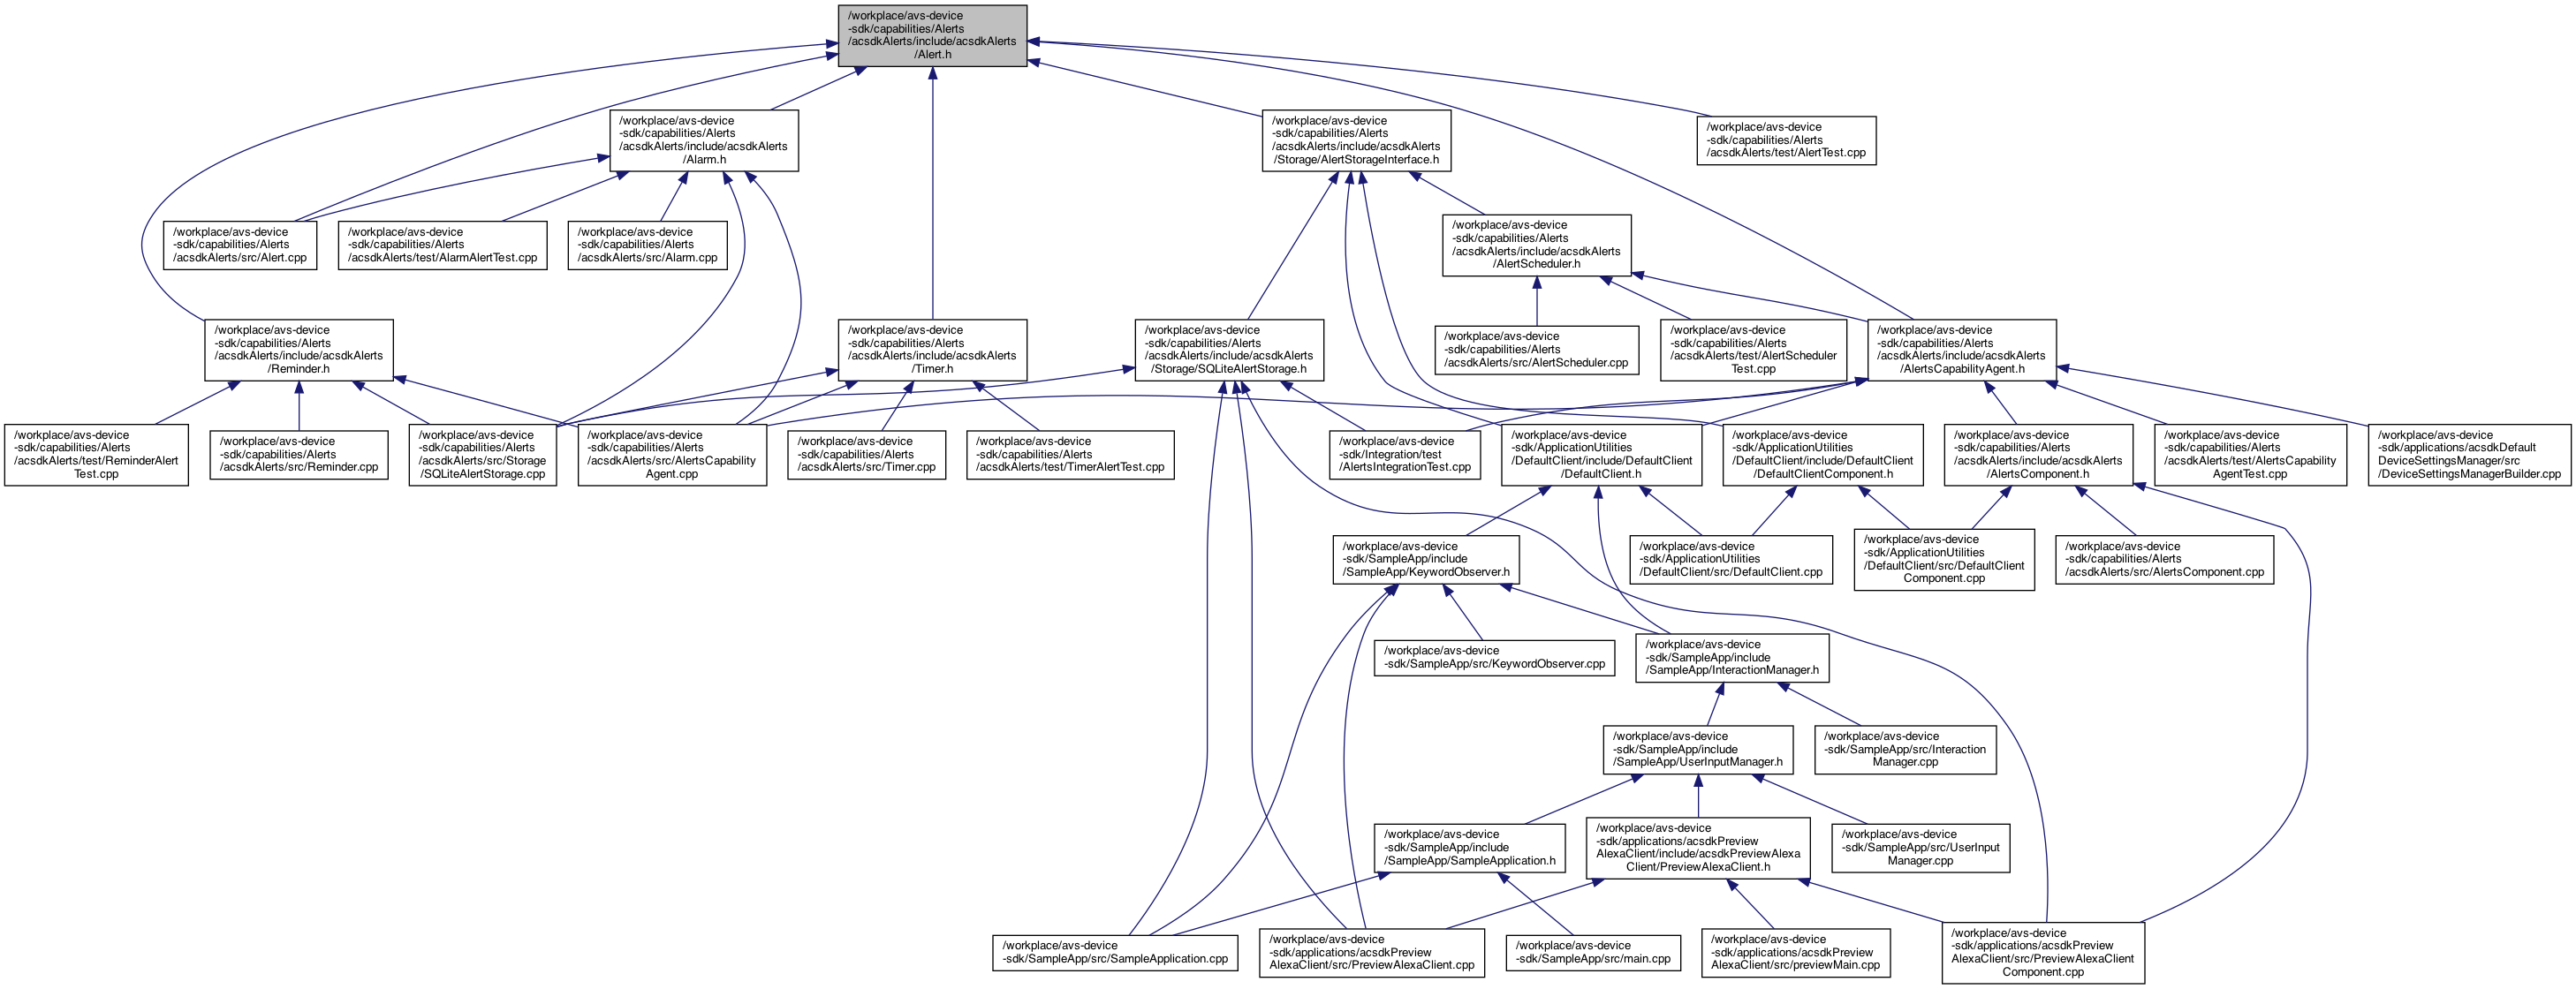 /workplace/avs-device
-sdk/capabilities/Alerts
/acsdkAlerts/include/acsdkAlerts
/Alert.h
/workplace/avs-device
-sdk/capabilities/Alerts
/acsdkAlerts/include/acsdkAlerts
/Alarm.h
/workplace/avs-device
-sdk/capabilities/Alerts
/acsdkAlerts/include/acsdkAlerts
/Storage/AlertStorageInterface.h
/workplace/avs-device
-sdk/capabilities/Alerts
/acsdkAlerts/test/AlertTest.cpp
/workplace/avs-device
-sdk/capabilities/Alerts
/acsdkAlerts/src/Alert.cpp
/workplace/avs-device
-sdk/capabilities/Alerts
/acsdkAlerts/test/AlarmAlertTest.cpp
/workplace/avs-device
-sdk/capabilities/Alerts
/acsdkAlerts/src/Alarm.cpp
/workplace/avs-device
-sdk/capabilities/Alerts
/acsdkAlerts/include/acsdkAlerts
/AlertScheduler.h
/workplace/avs-device
-sdk/capabilities/Alerts
/acsdkAlerts/include/acsdkAlerts
/Reminder.h
/workplace/avs-device
-sdk/capabilities/Alerts
/acsdkAlerts/include/acsdkAlerts
/Timer.h
/workplace/avs-device
-sdk/capabilities/Alerts
/acsdkAlerts/include/acsdkAlerts
/Storage/SQLiteAlertStorage.h
/workplace/avs-device
-sdk/capabilities/Alerts
/acsdkAlerts/src/AlertScheduler.cpp
/workplace/avs-device
-sdk/capabilities/Alerts
/acsdkAlerts/test/AlertScheduler
Test.cpp
/workplace/avs-device
-sdk/capabilities/Alerts
/acsdkAlerts/include/acsdkAlerts
/AlertsCapabilityAgent.h
/workplace/avs-device
-sdk/capabilities/Alerts
/acsdkAlerts/test/ReminderAlert
Test.cpp
/workplace/avs-device
-sdk/capabilities/Alerts
/acsdkAlerts/src/Reminder.cpp
/workplace/avs-device
-sdk/capabilities/Alerts
/acsdkAlerts/src/Storage
/SQLiteAlertStorage.cpp
/workplace/avs-device
-sdk/capabilities/Alerts
/acsdkAlerts/src/AlertsCapability
Agent.cpp
/workplace/avs-device
-sdk/capabilities/Alerts
/acsdkAlerts/src/Timer.cpp
/workplace/avs-device
-sdk/capabilities/Alerts
/acsdkAlerts/test/TimerAlertTest.cpp
/workplace/avs-device
-sdk/Integration/test
/AlertsIntegrationTest.cpp
/workplace/avs-device
-sdk/ApplicationUtilities
/DefaultClient/include/DefaultClient
/DefaultClient.h
/workplace/avs-device
-sdk/ApplicationUtilities
/DefaultClient/include/DefaultClient
/DefaultClientComponent.h
/workplace/avs-device
-sdk/capabilities/Alerts
/acsdkAlerts/include/acsdkAlerts
/AlertsComponent.h
/workplace/avs-device
-sdk/capabilities/Alerts
/acsdkAlerts/test/AlertsCapability
AgentTest.cpp
/workplace/avs-device
-sdk/applications/acsdkDefault
DeviceSettingsManager/src
/DeviceSettingsManagerBuilder.cpp
/workplace/avs-device
-sdk/SampleApp/include
/SampleApp/KeywordObserver.h
/workplace/avs-device
-sdk/ApplicationUtilities
/DefaultClient/src/DefaultClient.cpp
/workplace/avs-device
-sdk/ApplicationUtilities
/DefaultClient/src/DefaultClient
Component.cpp
/workplace/avs-device
-sdk/capabilities/Alerts
/acsdkAlerts/src/AlertsComponent.cpp
/workplace/avs-device
-sdk/SampleApp/src/KeywordObserver.cpp
/workplace/avs-device
-sdk/SampleApp/include
/SampleApp/InteractionManager.h
/workplace/avs-device
-sdk/SampleApp/include
/SampleApp/UserInputManager.h
/workplace/avs-device
-sdk/SampleApp/src/Interaction
Manager.cpp
/workplace/avs-device
-sdk/SampleApp/include
/SampleApp/SampleApplication.h
/workplace/avs-device
-sdk/applications/acsdkPreview
AlexaClient/include/acsdkPreviewAlexa
Client/PreviewAlexaClient.h
/workplace/avs-device
-sdk/SampleApp/src/UserInput
Manager.cpp
/workplace/avs-device
-sdk/SampleApp/src/SampleApplication.cpp
/workplace/avs-device
-sdk/applications/acsdkPreview
AlexaClient/src/PreviewAlexaClient.cpp
/workplace/avs-device
-sdk/SampleApp/src/main.cpp
/workplace/avs-device
-sdk/applications/acsdkPreview
AlexaClient/src/previewMain.cpp
/workplace/avs-device
-sdk/applications/acsdkPreview
AlexaClient/src/PreviewAlexaClient
Component.cpp